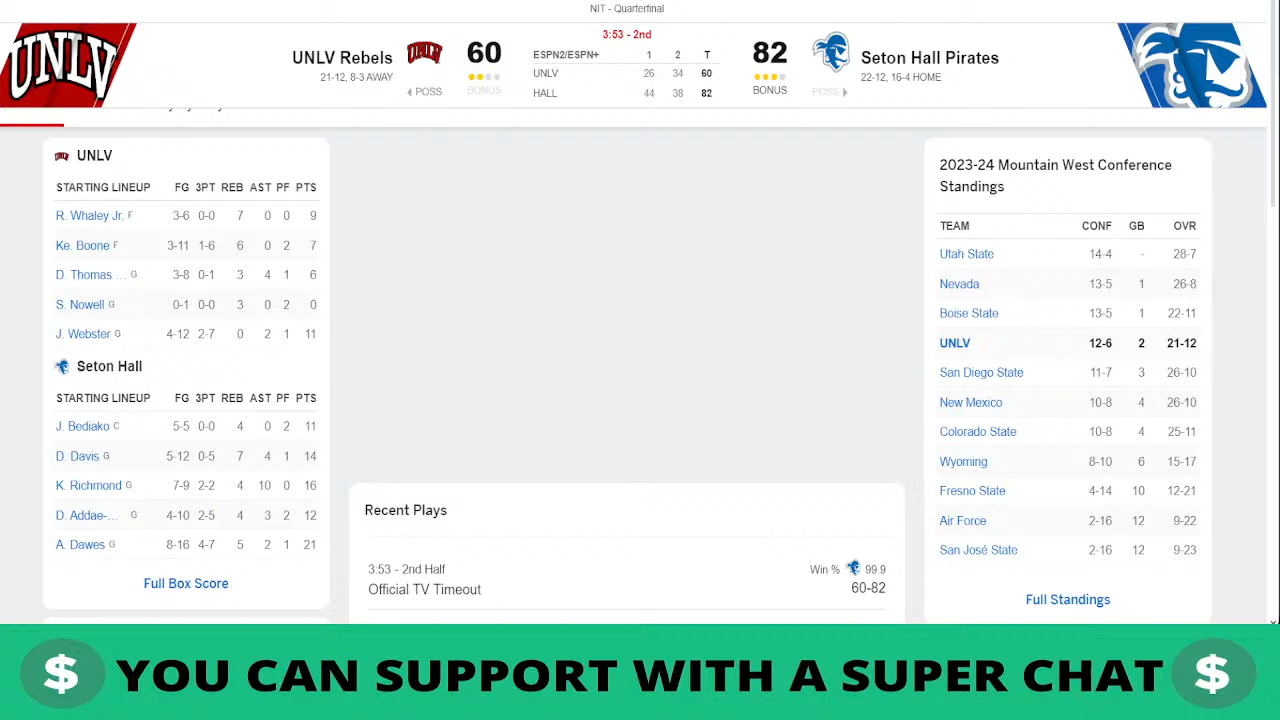 NIT - Quarterfinal
UNLV
UNLV Rebels
21-12, 8-3 AWAY
UNLV
60
BONUS
POSS
3:53 - 2nd
ESPN2/ESPN+ 1 2 T
UNLV 26 34 60
HALL 44 38 82
82
BONUS
POSS
Seton Hall Pirates
22-12, 16-4 HOME
UNLV
STARTING LINEUP FG 3PT REB AST PF PTS
R. Whaley Jr. F 3-6 0-0 7 0 0 9
Ke. Boone F 3-11 1-6 6 0 2 7
D. Thomas ... G 3-8 0-1 3 4 1 6
S. Nowell G 0-1 0-0 3 0 2 0
J. Webster G 4-12 2-7 0 2 1 11
Seton Hall
STARTING LINEUP FG 3PT REB AST PF PTS
J. Bediako C 5-5 0-0 4 0 2 11
D. Davis G 5-12 0-5 7 4 1 14
K. Richmond G 7-9 2-2 4 10 0 16
D. Addae-... G 4-10 2-5 4 3 2 12
A. Dawes G 8-16 4-7 5 2 1 21
Full Box Score
Recent Plays
3:53 - 2nd Half
Official TV Timeout
Win % 99.9
60-82
2023-24 Mountain West Conference
Standings
TEAM CONF GB OVR
Utah State 14-4 - 28-7
Nevada 13-5 1 26-8
Boise State 13-5 1 22-11
UNLV 12-6 2 21-12
San Diego State 11-7 3 26-10
New Mexico 10-8 4 26-10
Colorado State 10-8 4 25-11
Wyoming 8-10 6 15-17
Fresno State 4-14 10 12-21
Air Force 2-16 12 9-22
San José State 2-16 12 9-23
Full Standings
$ YOU CAN SUPPORT WITH A SUPER CHAT $